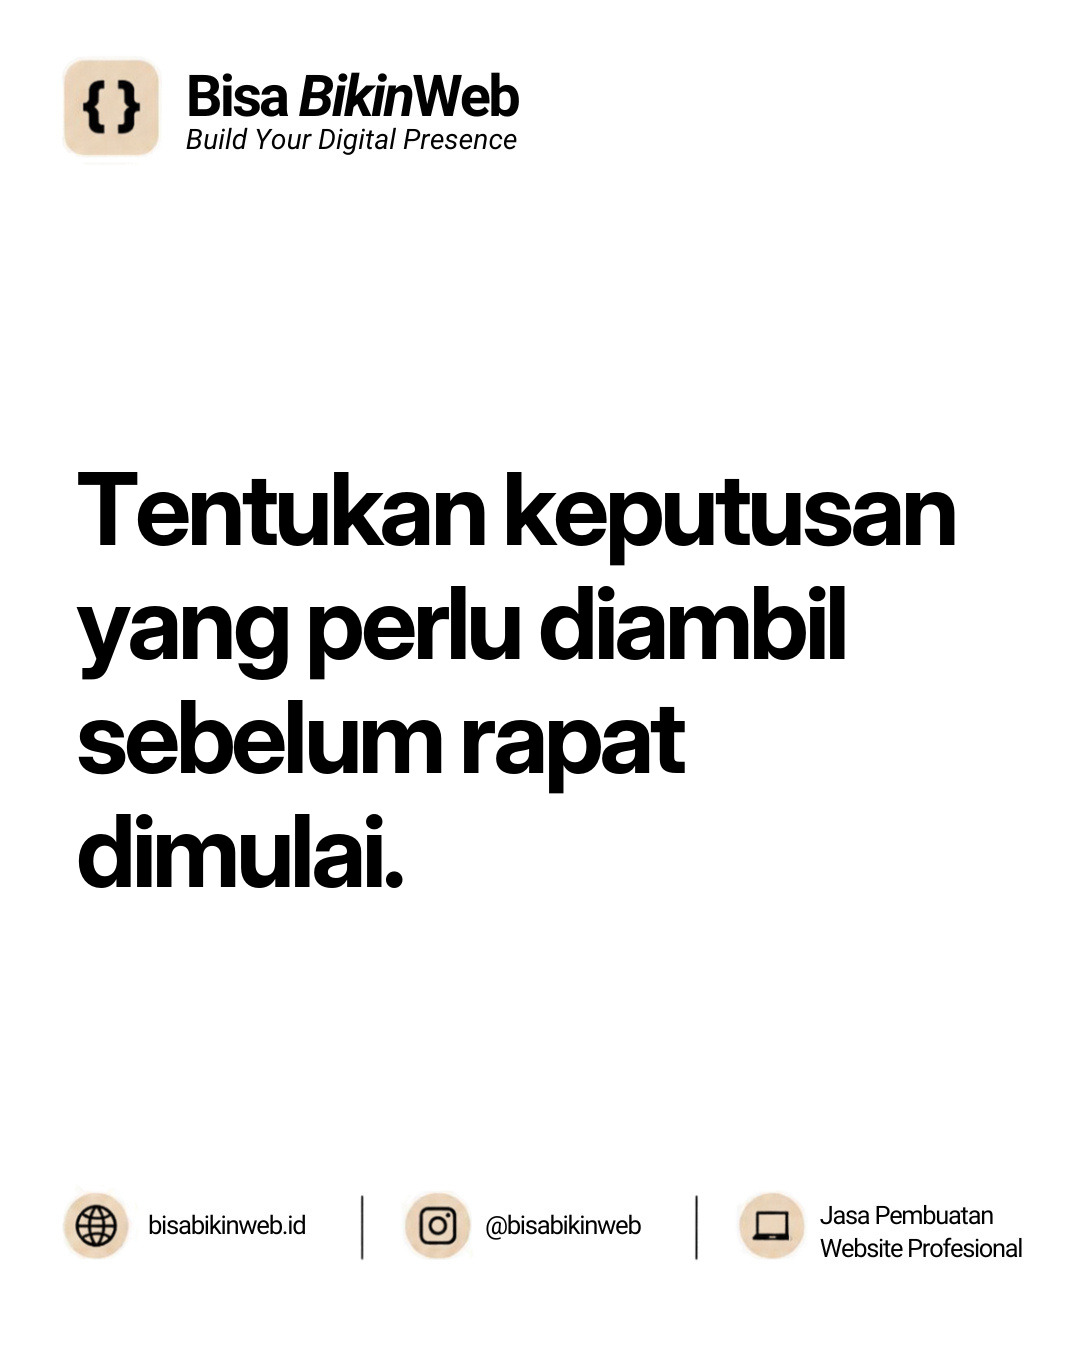 { }
Bisa BikinWeb
Build Your Digital Presence
Tentukan keputusan
yang perlu diambil
sebelum rapat
dimulai.
bisabikinweb.id
@bisabikinweb
Jasa Pembuatan
Website Profesional